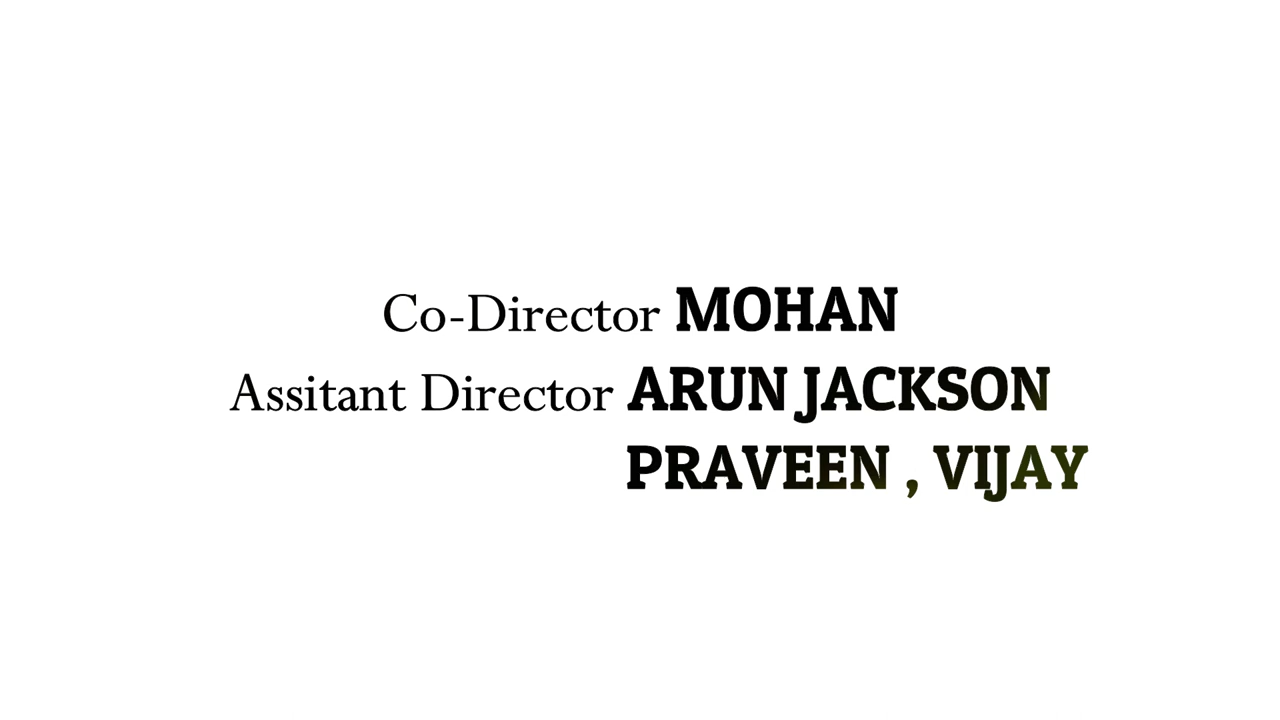 Co-Director MOHAN
Assitant Director ARUN JACKSON
PRAVEEN , VIJAY